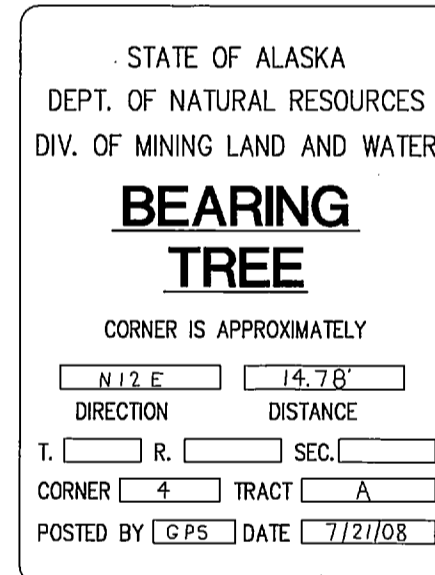 STATE OF ALASKA
DEPT. OF NATURAL RESOURCES
DIV. OF MINING LAND AND WATER
BEARING
TREE
CORNER IS APPROXIMATELY
N12E 14.78'
DIRECTION DISTANCE
T. R. SEC.
CORNER 4 TRACT A
POSTED BY GPS DATE 7/21/08